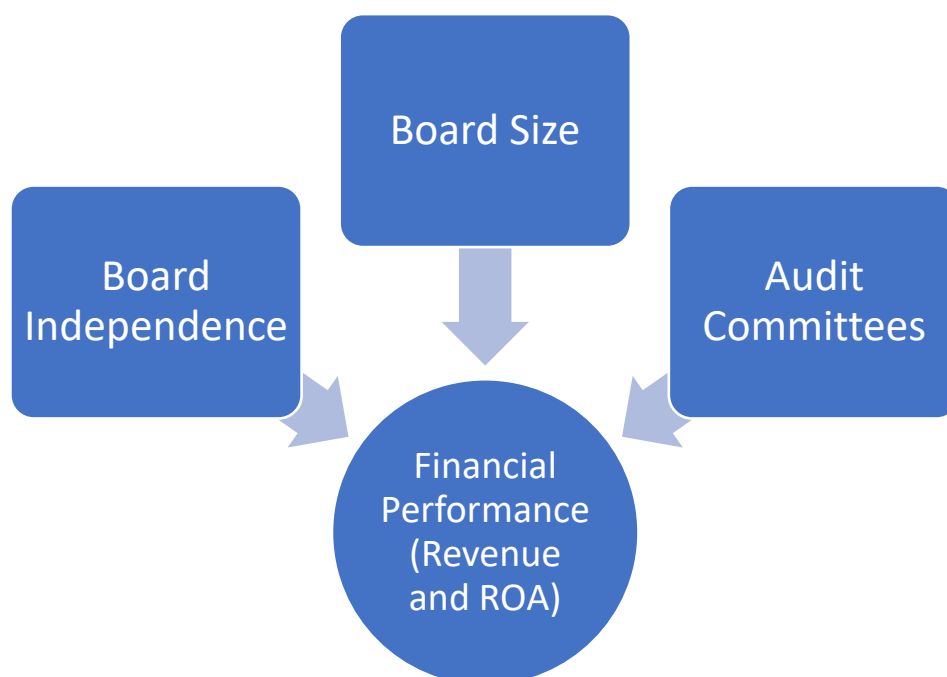 Board Size
Board
Independence
Audit
Committees
Financial
Performance
(Revenue
and ROA)